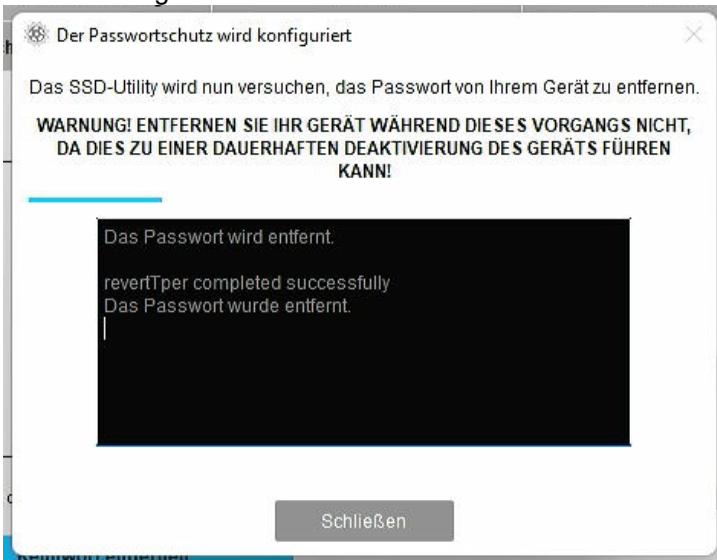 Der Passwortschutz wird konfiguriert
Das SSD-Utility wird nun versuchen, das Passwort von Ihrem Gerät zu entfernen.
WARNUNG! ENTFERNEN SIE IHR GERÄT WÄHREND DIESES VORGANGS NICHT,
DA DIES ZU EINER DAUERHAFTEN DEAKTIVIERUNG DES GERÄTS FÜHREN
KANN!
Das Passwort wird entfernt.
revertTper completed successfully
Das Passwort wurde entfernt.
Schließen